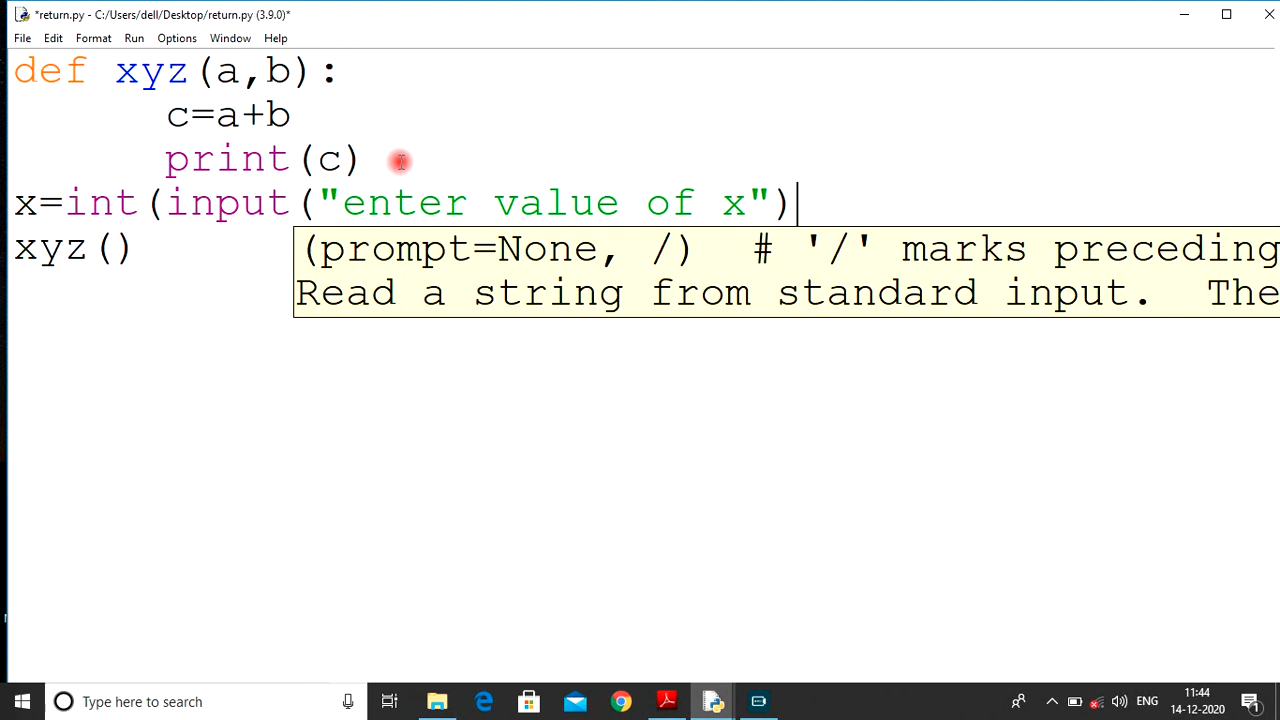 *return.py - C:/Users/dell/Desktop/return.py (3.9.0)*
File Edit Format Run Options Window Help
def xyz(a,b):
c=a+b
print(c)
x=int(input("enter value of x")
xyz()
(prompt=None, /) # '/' marks preceding
Read a string from standard input. The
Type here to search
ENG
11:44
14-12-2020
1